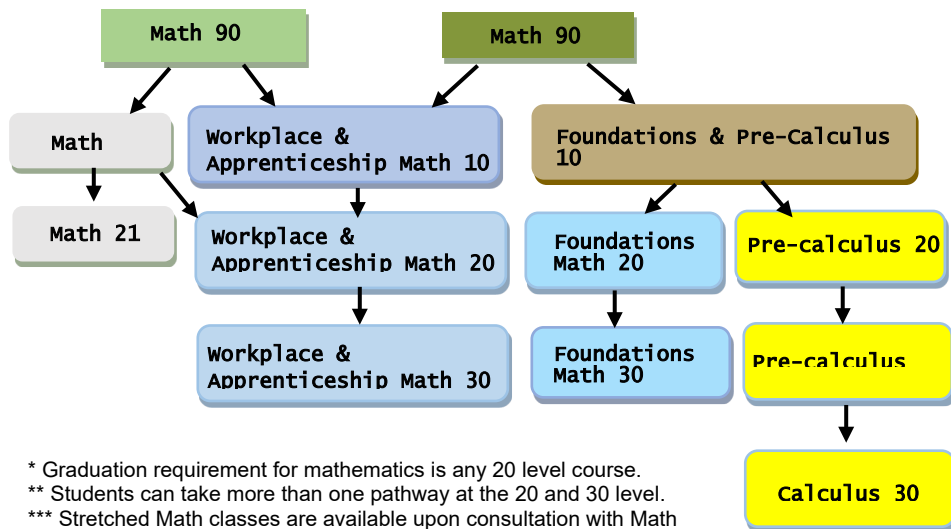 Math 90
Math 90
Math
Workplace &
Apprenticeship Math 10
Foundations & Pre-Calculus
10
Math 21
Workplace &
Apprenticeship Math 20
Foundations
Math 20
Pre-calculus 20
Workplace &
Apprenticeship Math 30
Foundations
Math 30
Pre-calculus
Calculus 30
* Graduation requirement for mathematics is any 20 level course.
** Students can take more than one pathway at the 20 and 30 level.
*** Stretched Math classes are available upon consultation with Math